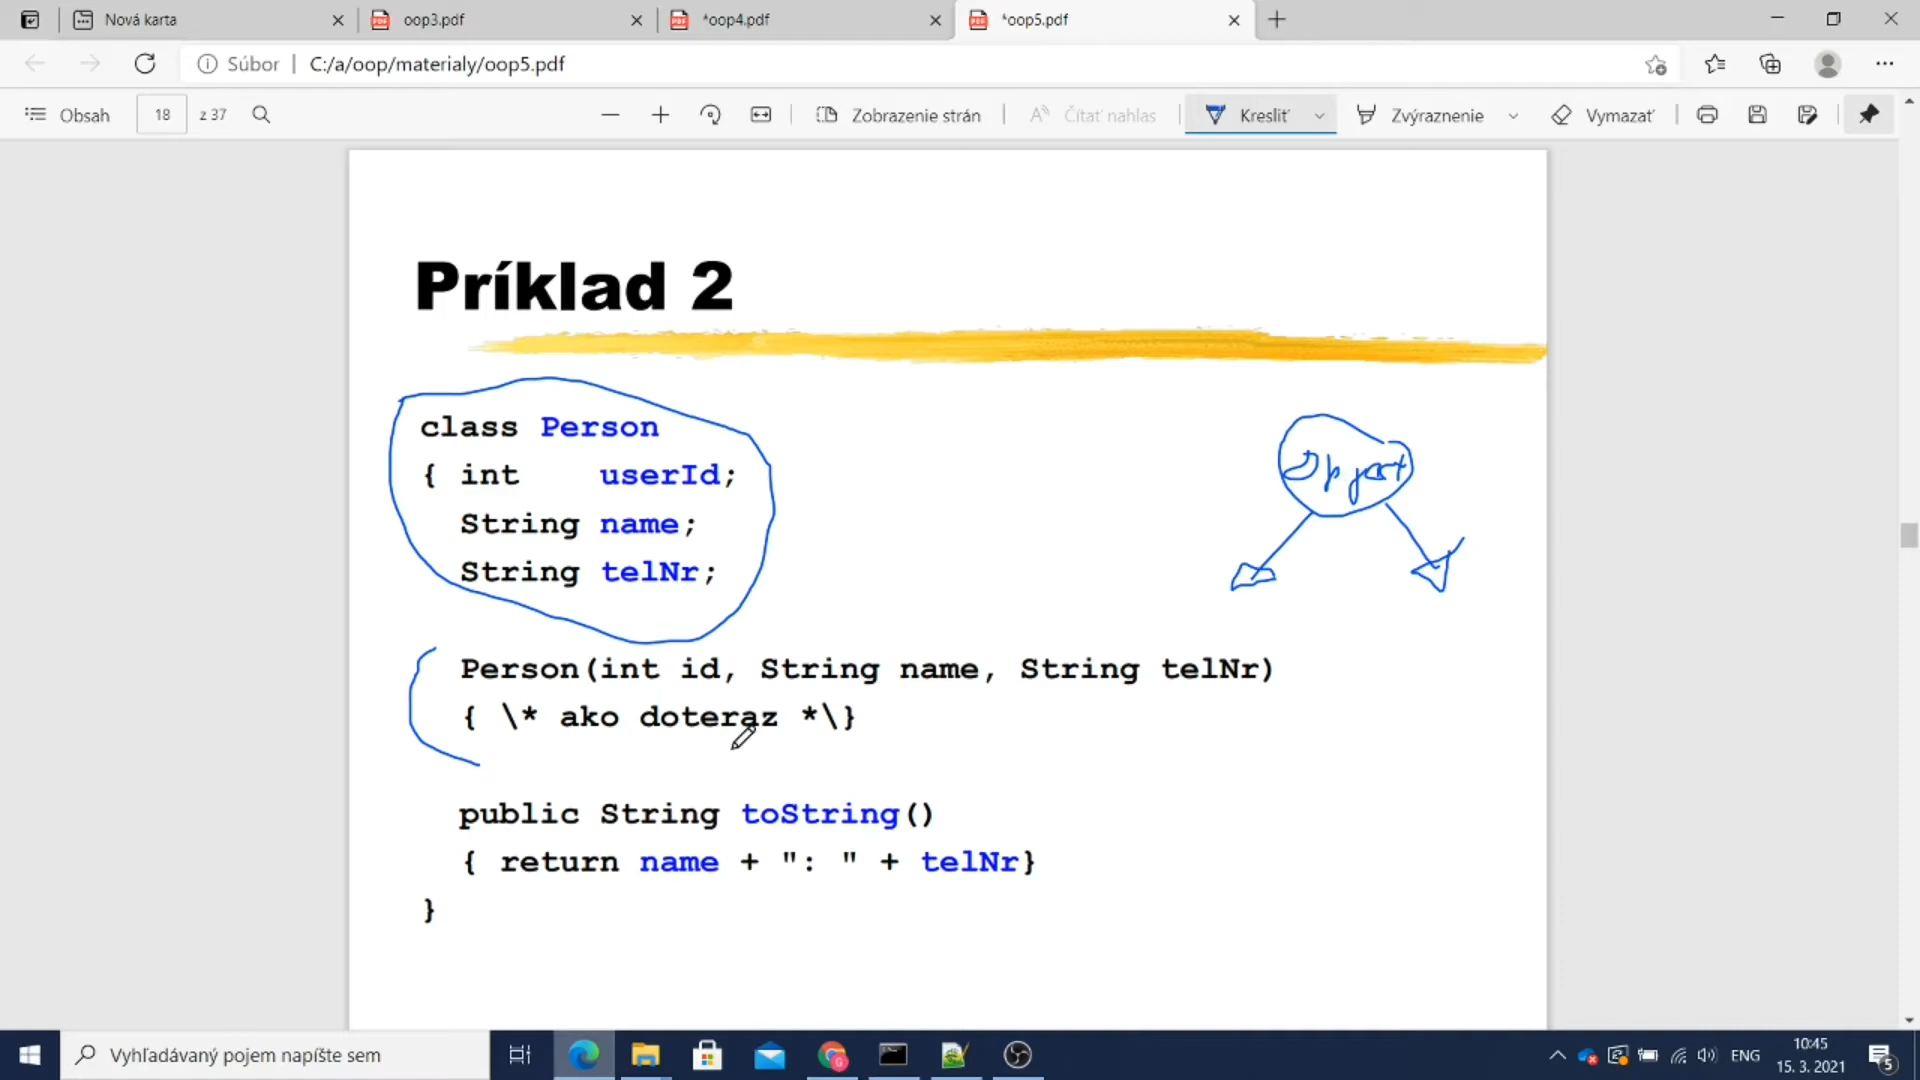 Nová karta
oop3.pdf
*oop4.pdf
*oop5.pdf
Súbor
C:/a/oop/materialy/oop5.pdf
Obsah
18
z 37
Zobrazenie strán
Čítať nahlas
Kresliť
Zvýraznenie
Vymazať
Príklad 2
class Person
{ int userId;
String name;
String telNr;
Object
Person(int id, String name, String telNr)
{ \* ako doteraz *\}
public String toString()
{ return name + ": " + telNr}
}
Vyhľadávaný pojem napíšte sem
ENG
10:45
15. 3. 2021
5